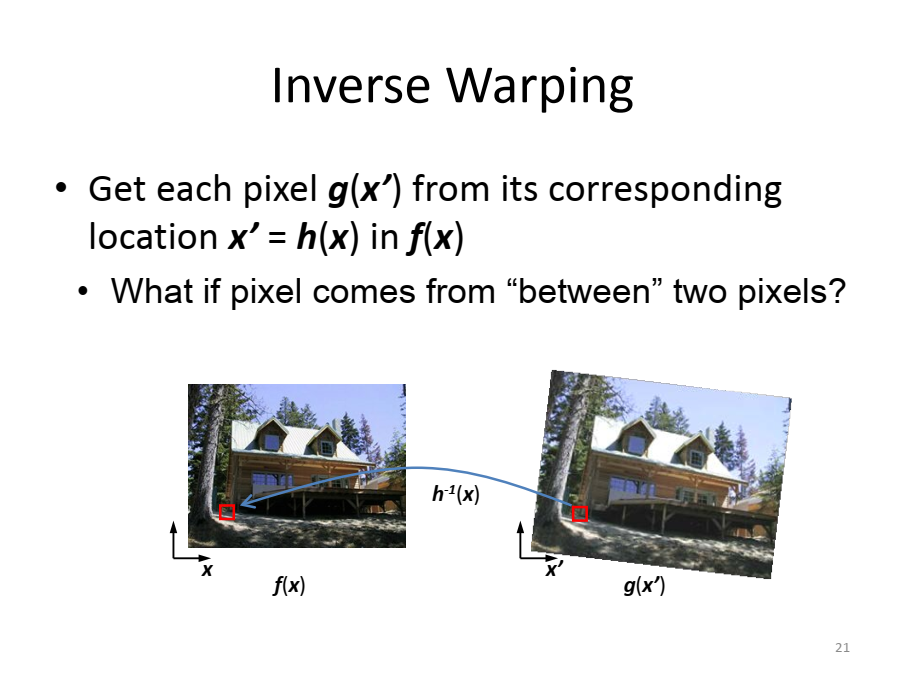 Inverse Warping
• Get each pixel g(x’) from its corresponding
location x’ = h(x) in f(x)
• What if pixel comes from “between” two pixels?
h-1(x)
x
x’
f(x)
g(x’)
21